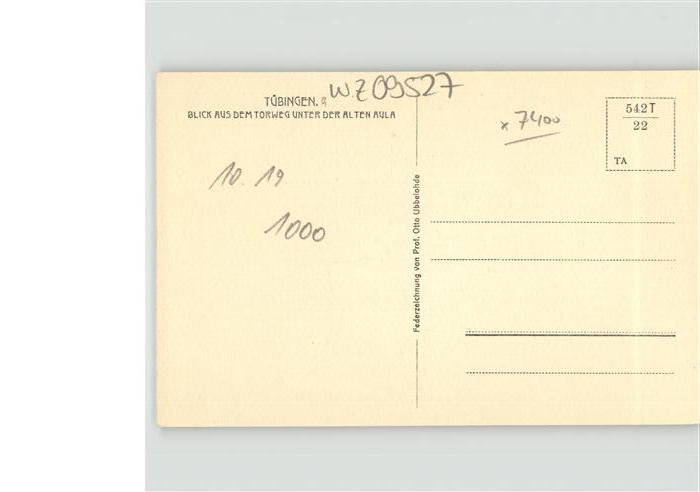 TÜBINGEN. g
WZ09527
BLICK AUS DEM TORWEG UNTER DER ALTEN AULA
x 7400
542T
22
TA
10. 19
1000
Federzeichnung von Prof. Otto Ubbelohde